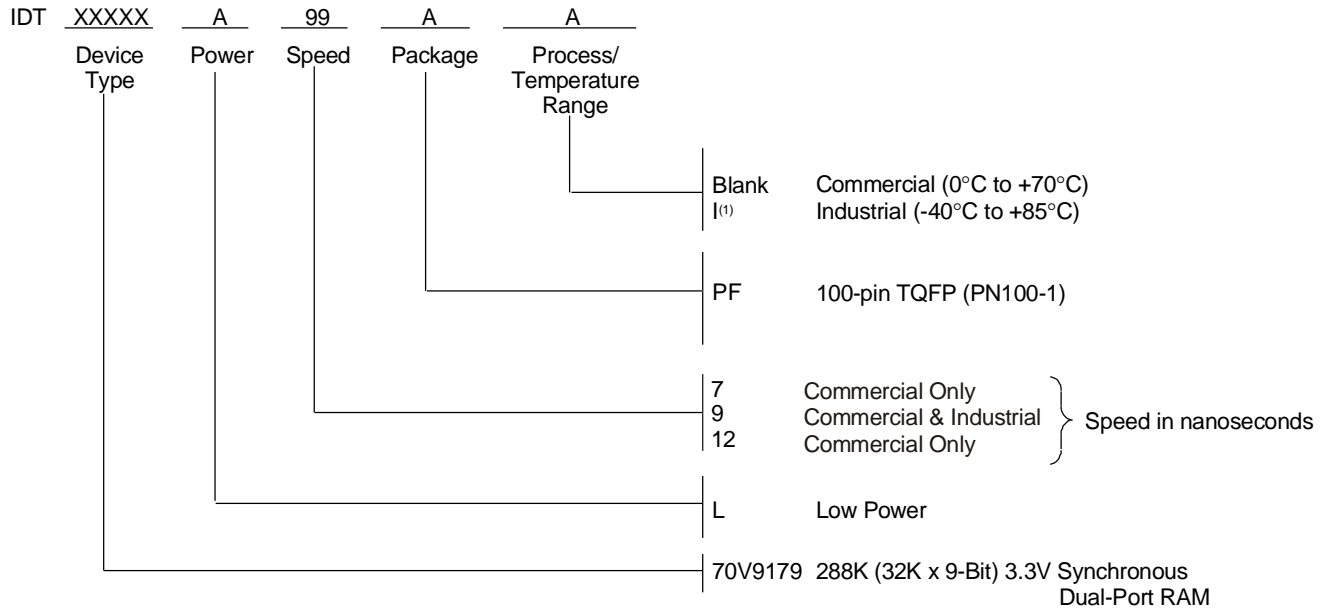 IDT XXXXX A 99 A A
Device Type
Power
Speed
Package
Process/
Temperature
Range
Blank Commercial (0°C to +70°C)
I(1) Industrial (-40°C to +85°C)
PF 100-pin TQFP (PN100-1)
7 Commercial Only
9 Commercial & Industrial
12 Commercial Only
Speed in nanoseconds
L Low Power
70V9179 288K (32K x 9-Bit) 3.3V Synchronous
Dual-Port RAM